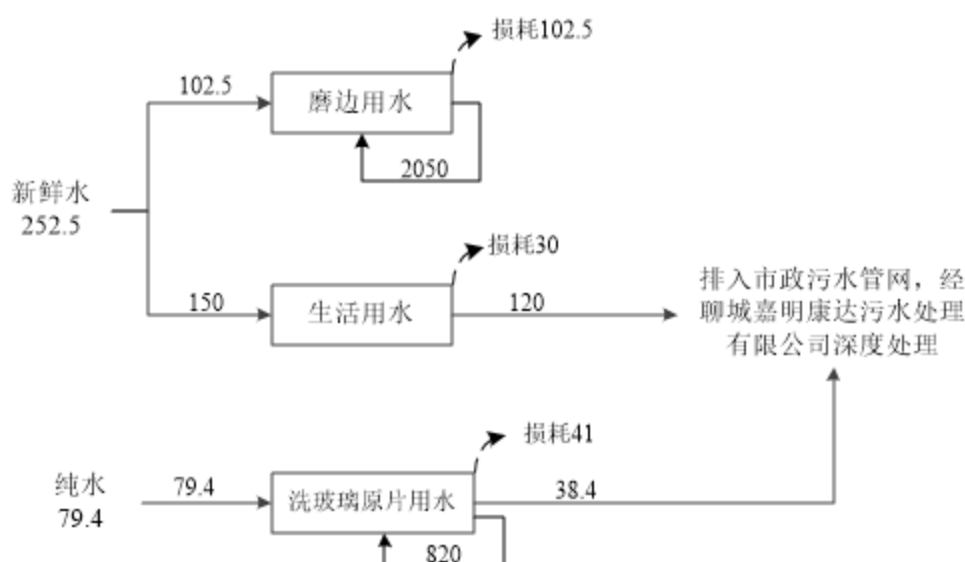 损耗102.5
102.5
磨边用水
2050
新鲜水
252.5
损耗30
150
生活用水
120
排入市政污水管网，经
聊城嘉明康达污水处理
有限公司深度处理
损耗41
纯水
79.4
79.4
洗玻璃原片用水
38.4
820